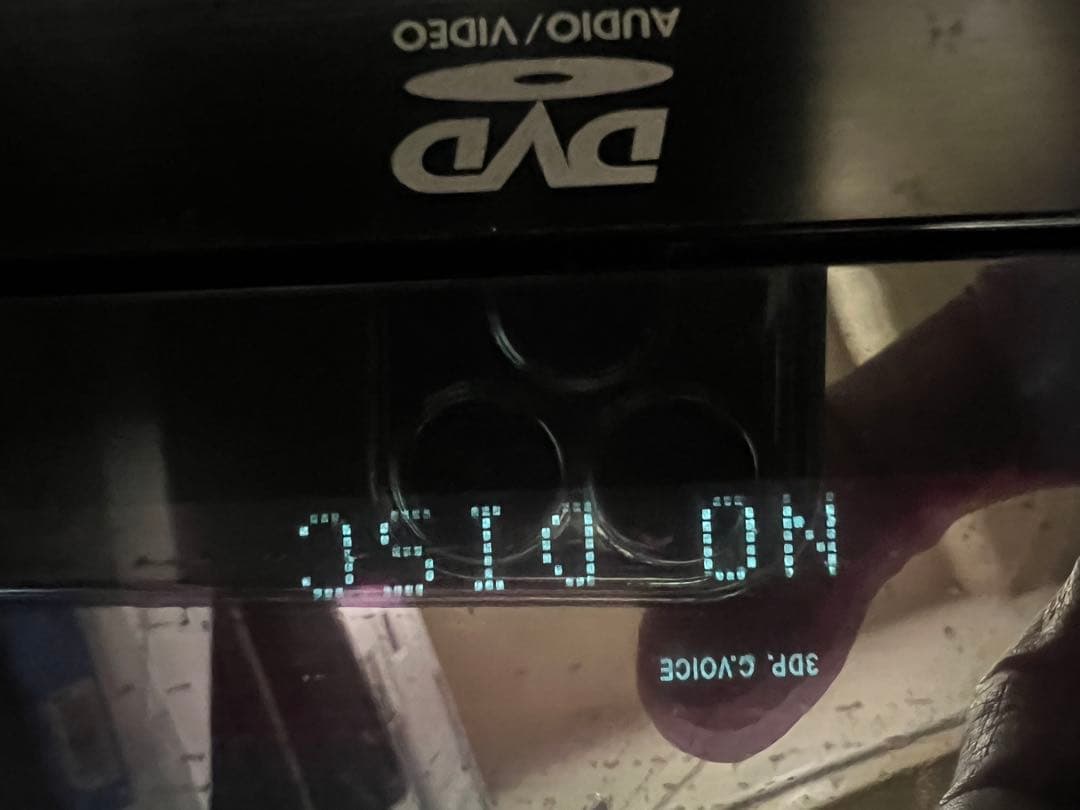 3DP. C.VOICE
NO DISC
DVD
AUDIO/VIDEO